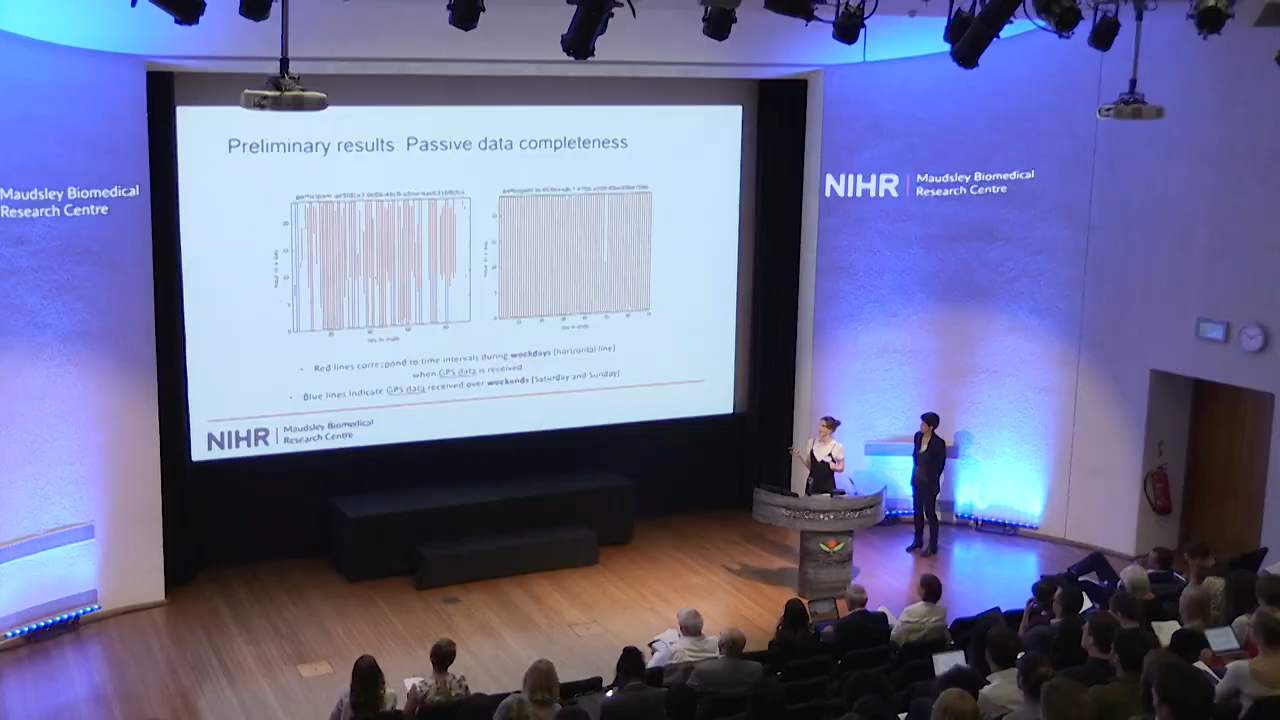 Preliminary results: Passive data completeness
Red lines correspond to time intervals during weekdays (horizontal line)
when GPS data is received
Blue lines indicate GPS data received over weekends (Saturday and Sunday)
NIHR | Maudsley Biomedical
Research Centre
Maudsley Biomedical
Research Centre
NIHR | Maudsley Biomedical
Research Centre